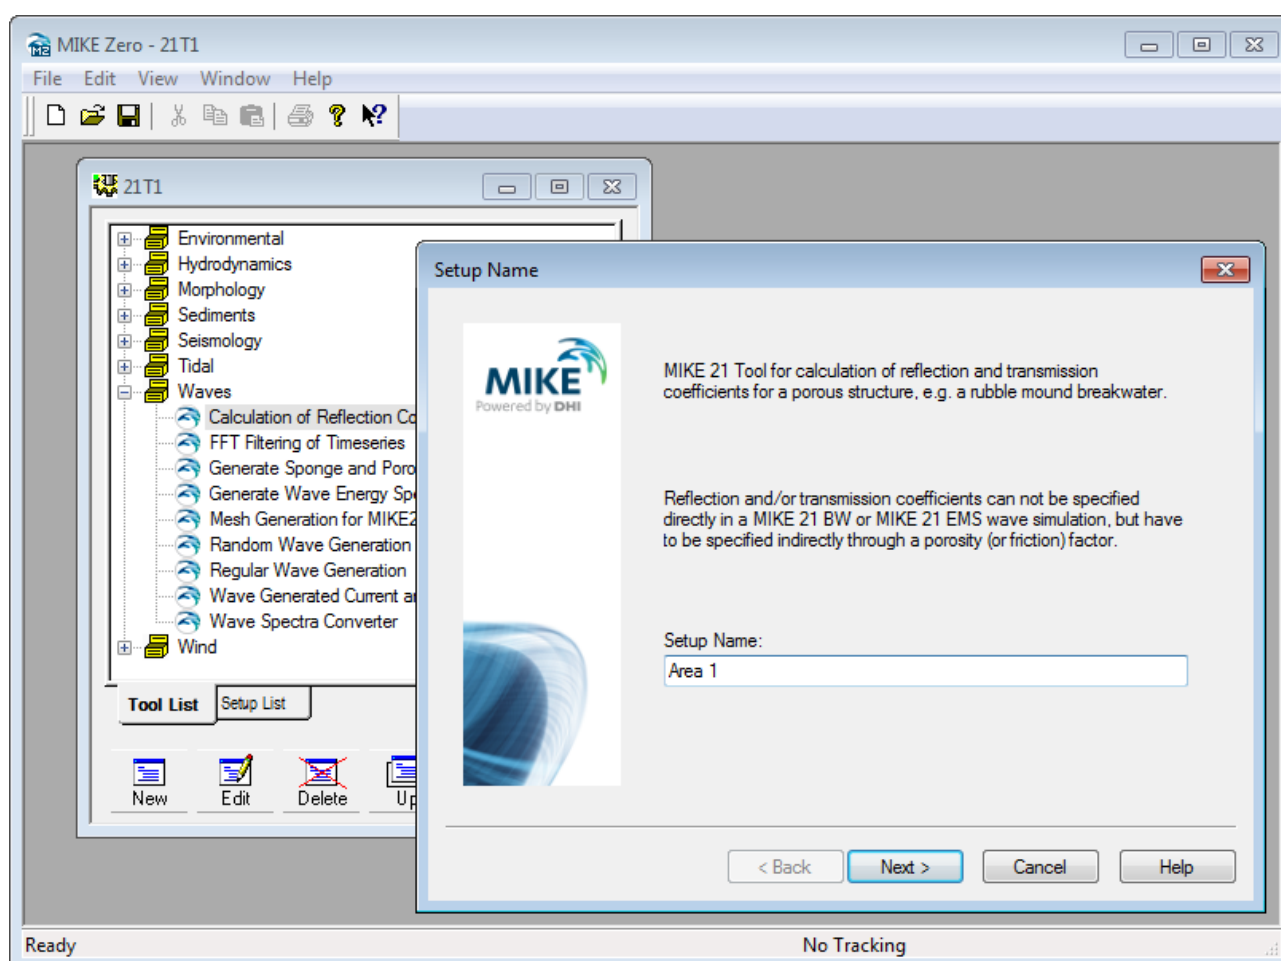 MIKE Zero - 21T1
File Edit View Window Help
21T1
Environmental
Hydrodynamics
Morphology
Sediments
Seismology
Tidal
Waves
Calculation of Reflection Co
FFT Filtering of Timeseries
Generate Sponge and Poro
Generate Wave Energy Sp
Mesh Generation for MIKE2
Random Wave Generation
Regular Wave Generation
Wave Generated Current a
Wave Spectra Converter
Wind
Tool List Setup List
New Edit Delete Up
Setup Name
MIKE
Powered by DHI
MIKE 21 Tool for calculation of reflection and transmission
coefficients for a porous structure, e.g. a rubble mound breakwater.
Reflection and/or transmission coefficients can not be specified
directly in a MIKE 21 BW or MIKE 21 EMS wave simulation, but have
to be specified indirectly through a porosity (or friction) factor.
Setup Name:
Area 1
< Back Next > Cancel Help
Ready No Tracking